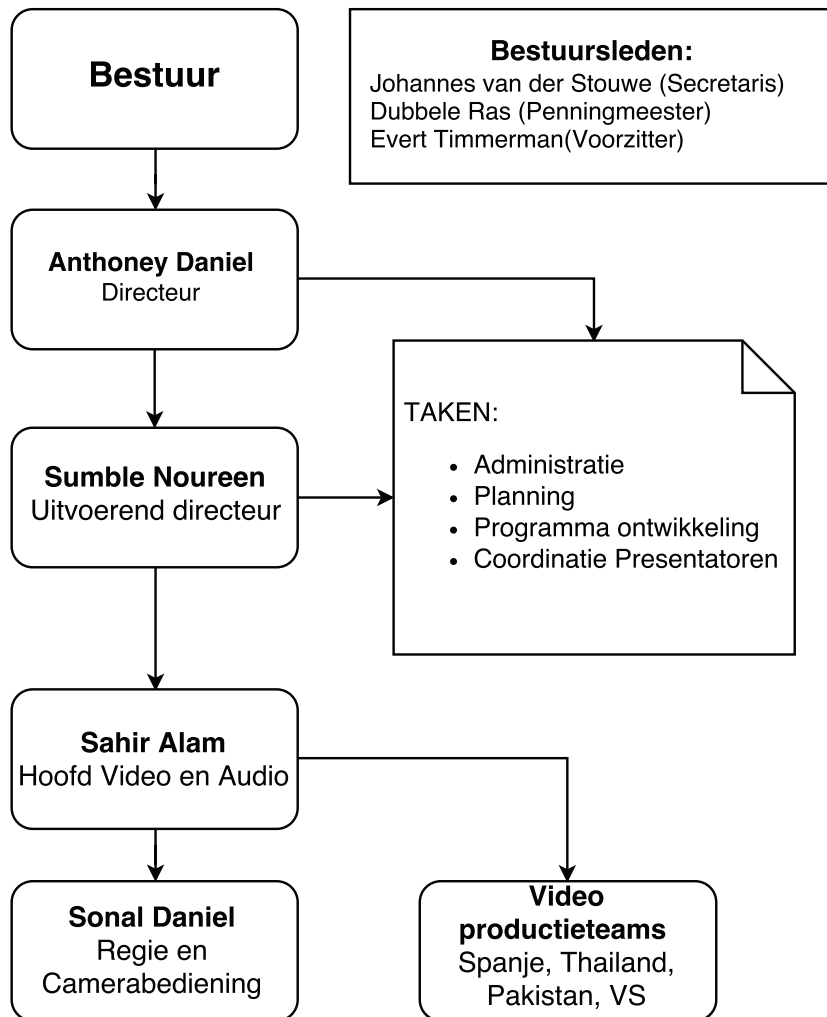 Bestuur
Bestuursleden:
Johannes van der Stouwe (Secretaris)
Dubbele Ras (Penningmeester)
Evert Timmerman(Voorzitter)
Anthoney Daniel
Directeur
TAKEN:
• Administratie
• Planning
• Programma ontwikkeling
• Coordinatie Presentatoren
Sumble Noureen
Uitvoerend directeur
Sahir Alam
Hoofd Video en Audio
Sonal Daniel
Regie en
Camerabediening
Video
productieteams
Spanje, Thailand,
Pakistan, VS